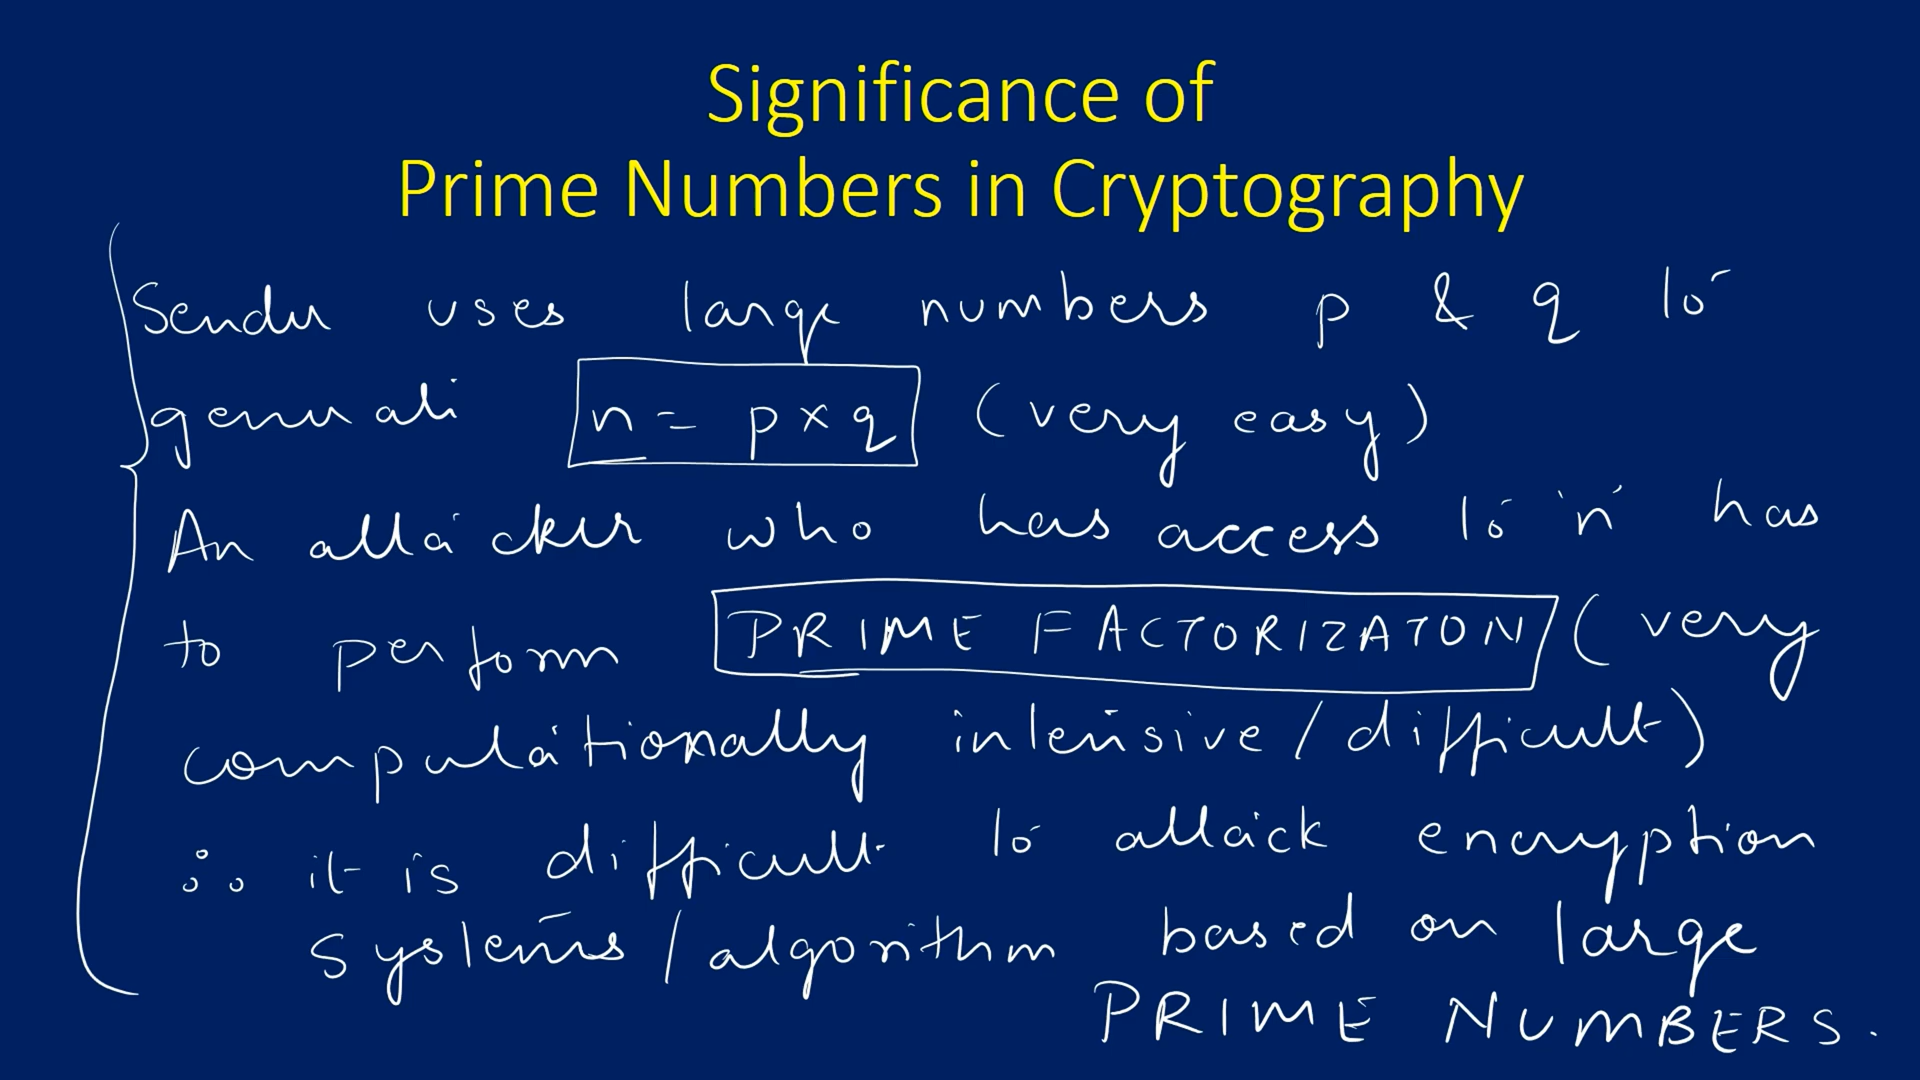 Significance of
Prime Numbers in Cryptography
Sender uses large numbers p & q to
generate n = p × q (very easy)
An attacker who has access to 'n' has
to perform PRIME FACTORIZATON (very
computationally intensive / difficult)
∴ it is difficult to attack encryption
systems / algorithm based on large
PRIME NUMBERS.